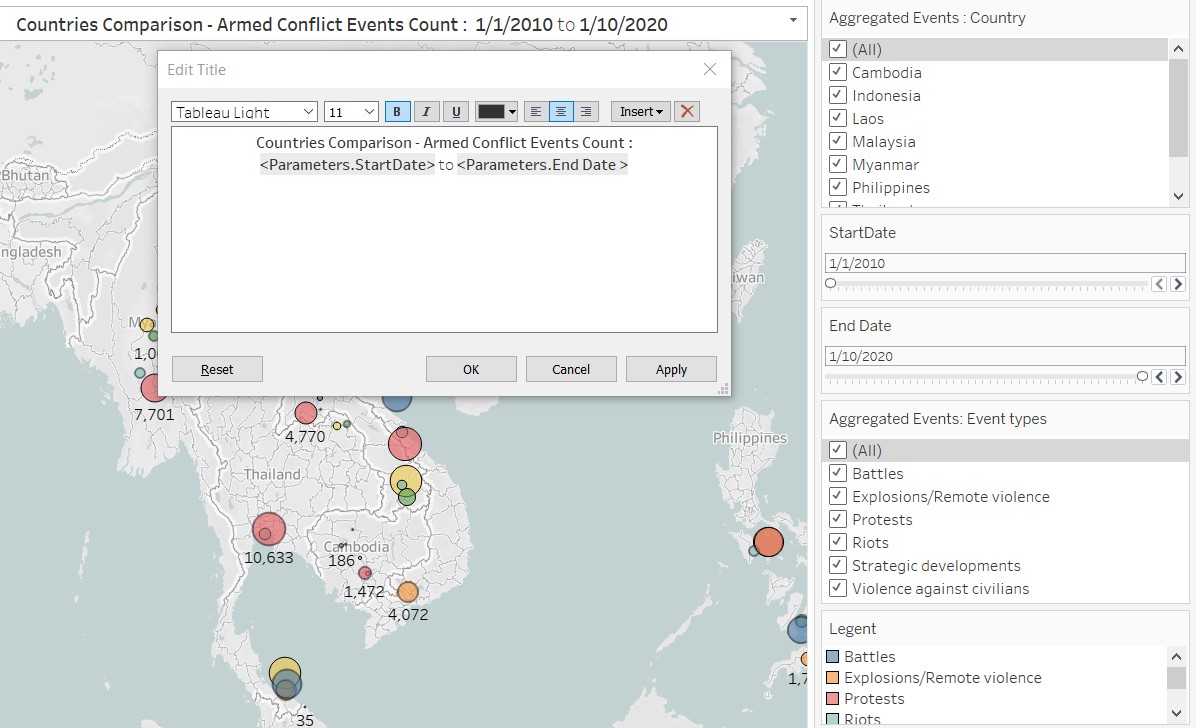 Countries Comparison - Armed Conflict Events Count : 1/1/2010 to 1/10/2020
Edit Title
Tableau Light
11
B
I
U
Insert
Countries Comparison - Armed Conflict Events Count :
<Parameters.StartDate> to <Parameters.End Date >
Reset
OK
Cancel
Apply
Bhutan
ngladesh
My
1,0
7,701
4,770
Thailand
10,633
Cambodia
186
1,472
4,072
35
iwan
Philippines
1,7
Aggregated Events : Country
(All)
Cambodia
Indonesia
Laos
Malaysia
Myanmar
Philippines
StartDate
1/1/2010
End Date
1/10/2020
Aggregated Events: Event types
(All)
Battles
Explosions/Remote violence
Protests
Riots
Strategic developments
Violence against civilians
Legent
Battles
Explosions/Remote violence
Protests
Riots